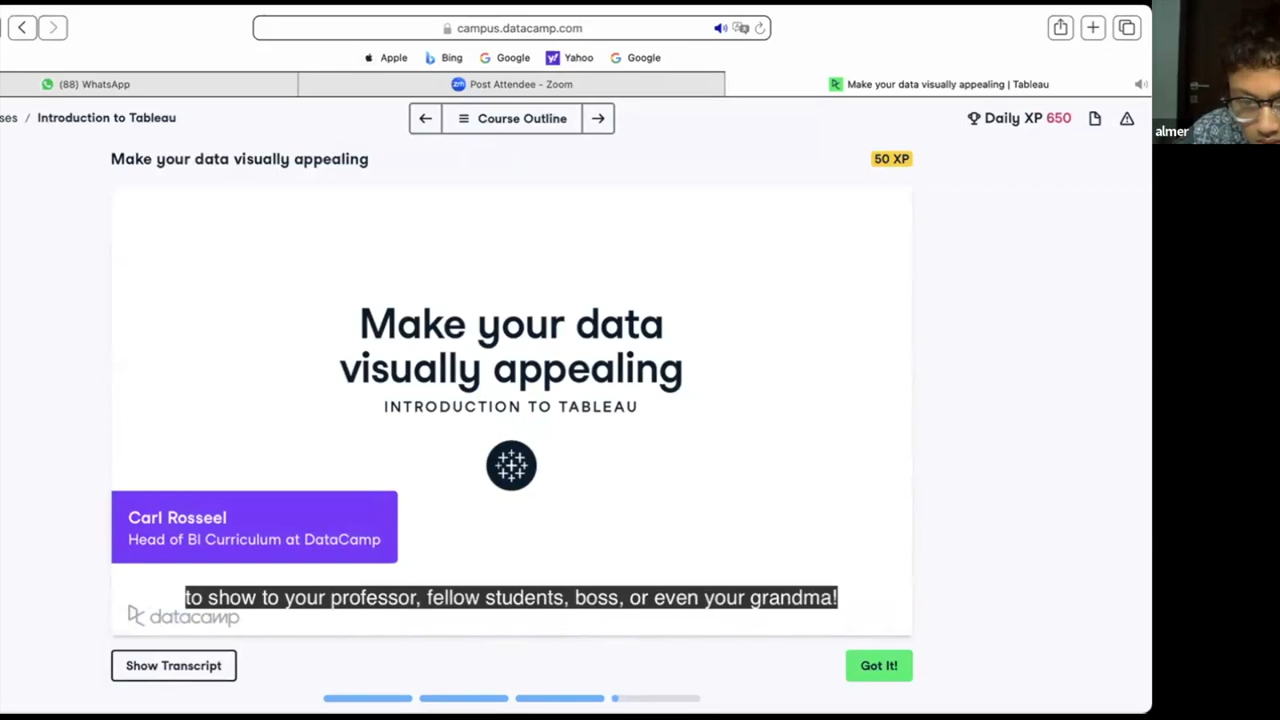 campus.datacamp.com
Apple Bing Google Yahoo Google
(88) WhatsApp Post Attendee - Zoom Make your data visually appealing | Tableau
ses / Introduction to Tableau Course Outline Daily XP 650
almer
Make your data visually appealing 50 XP
Make your data
visually appealing
INTRODUCTION TO TABLEAU
Carl Rosseel
Head of BI Curriculum at DataCamp
to show to your professor, fellow students, boss, or even your grandma!
datacamp
Show Transcript Got It!